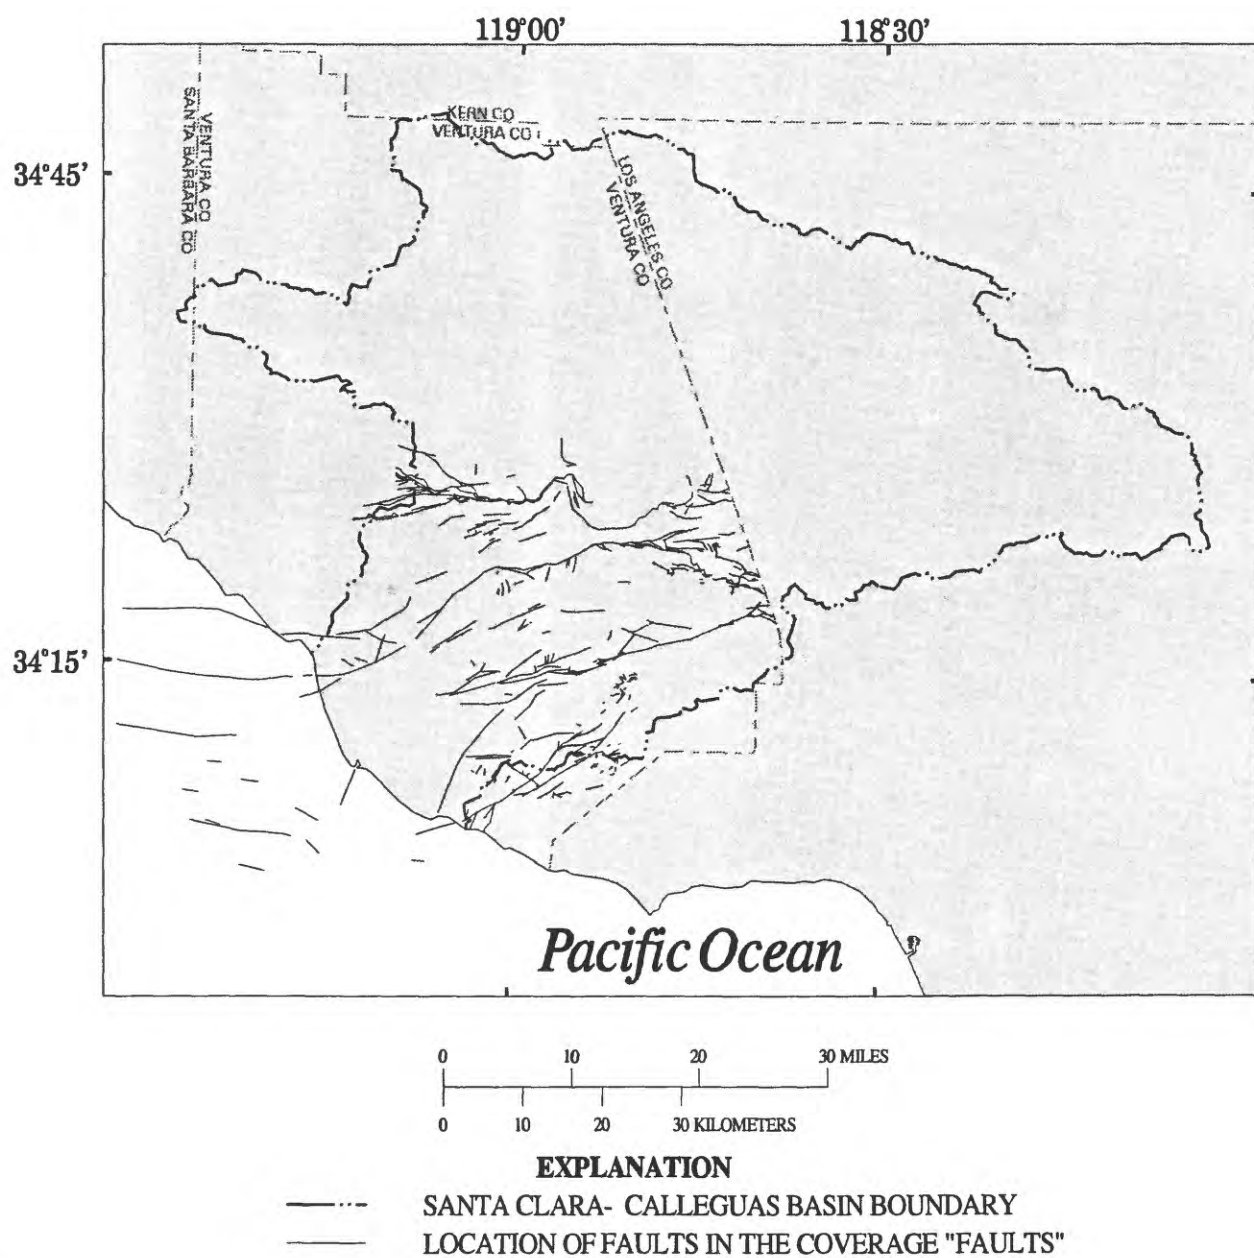 119°00' 118°30'
KERN CO
VENTURA CO
VENTURA CO
SANTA BARBARA CO
34°45'
LOS ANGELES CO
VENTURA CO
34°15'
Pacific Ocean
0 10 20 30 MILES
0 10 20 30 KILOMETERS
EXPLANATION
SANTA CLARA- CALLEGUAS BASIN BOUNDARY
LOCATION OF FAULTS IN THE COVERAGE "FAULTS"